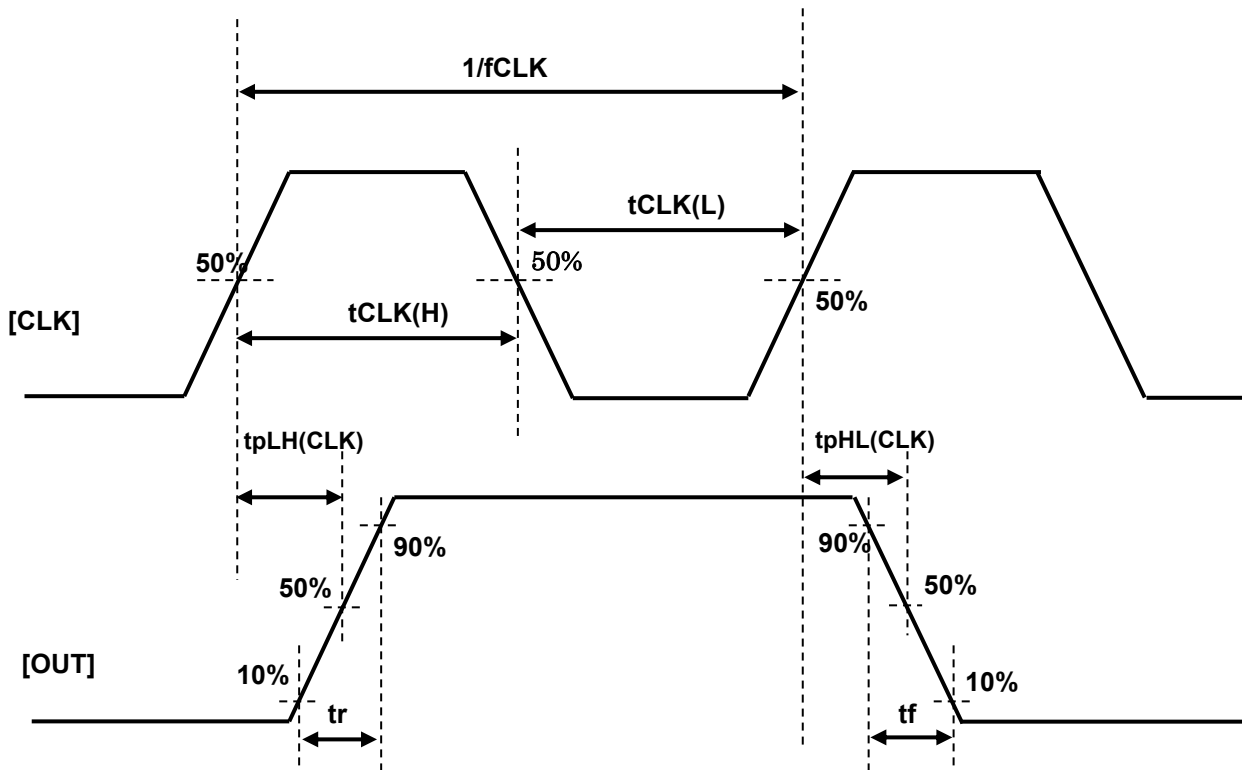 1/fCLK
tCLK(L)
50%
50%
50%
tCLK(H)
[CLK]
tpLH(CLK)
tpHL(CLK)
90%
90%
50%
50%
[OUT]
10%
10%
tr
tf